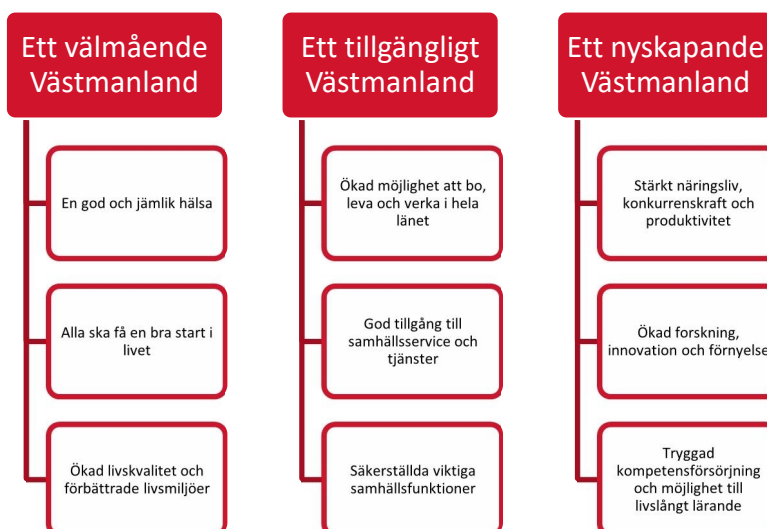 Ett välmående
Västmanland
En god och jämlik hälsa
Alla ska få en bra start i
livet
Ökad livskvalitet och
förbättrade livsmiljöer
Ett tillgängligt
Västmanland
Ökad möjlighet att bo,
leva och verka i hela
länet
God tillgång till
samhällsservice och
tjänster
Säkerställda viktiga
samhällsfunktioner
Ett nyskapande
Västmanland
Stärkt näringsliv,
konkurrenskraft och
produktivitet
Ökad forskning,
innovation och förnyelse
Tryggad
kompetensförsörjning
och möjlighet till
livslångt lärande